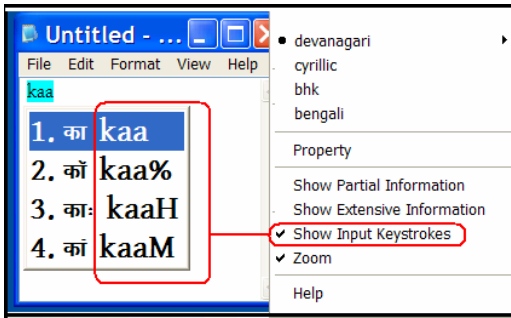 Untitled - ...
File Edit Format View Help
kaa
1. का kaa
2. काँ kaa%
3. काः kaaH
4. कां kaaM
devanagari
cyrillic
bhk
bengali
Property
Show Partial Information
Show Extensive Information
Show Input Keystrokes
Zoom
Help